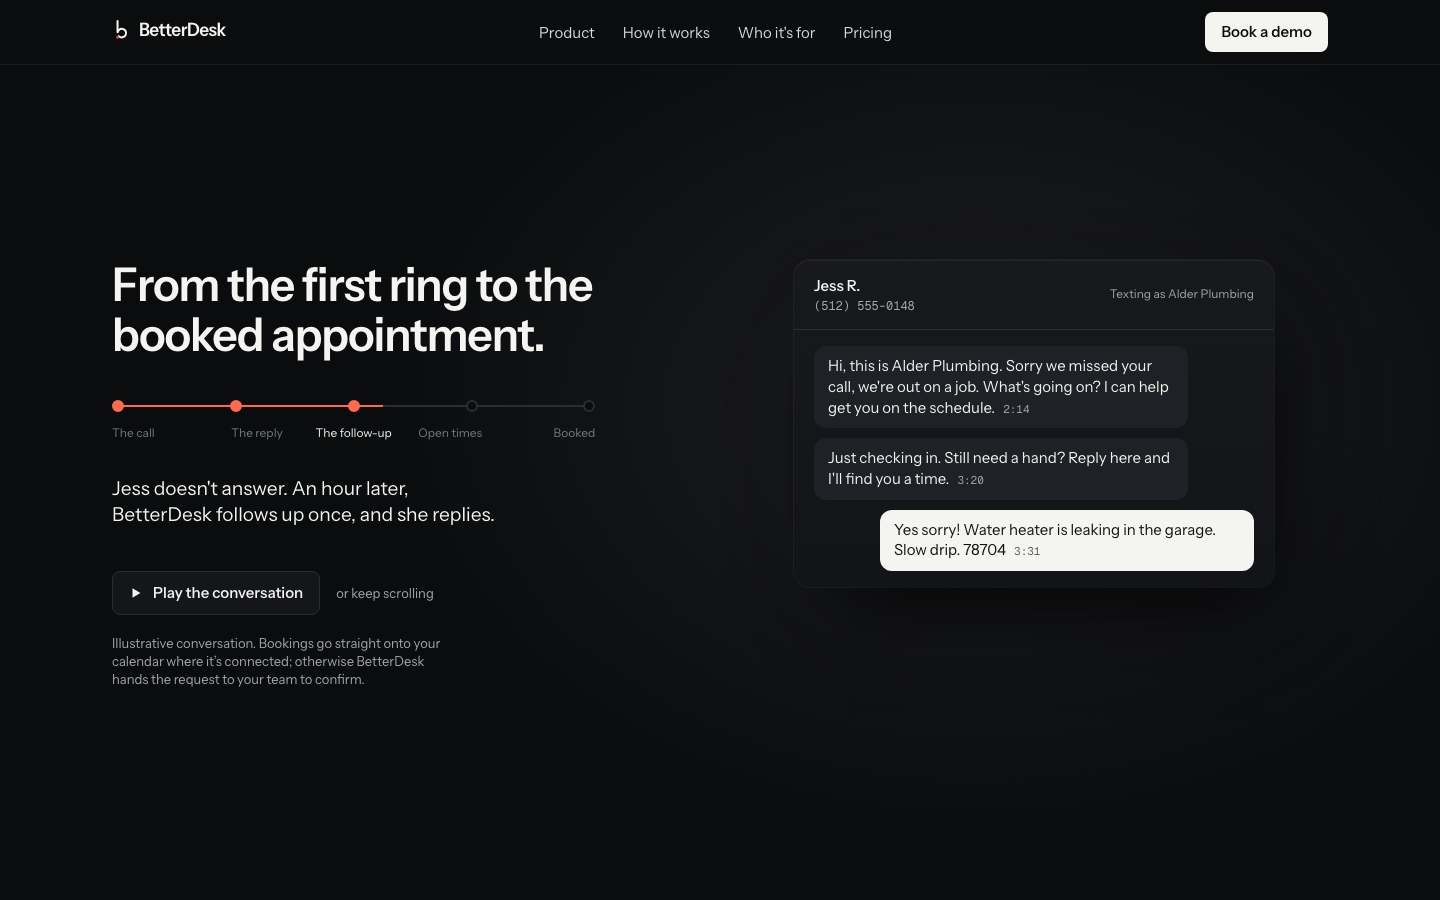 BetterDesk
Product
How it works
Who it's for
Pricing
Book a demo
From the first ring to the
booked appointment.
The call
The reply
The follow-up
Open times
Booked
Jess doesn't answer. An hour later,
BetterDesk follows up once, and she replies.
Play the conversation
or keep scrolling
Illustrative conversation. Bookings go straight onto your
calendar where it's connected; otherwise BetterDesk
hands the request to your team to confirm.
Jess R.
(512) 555-0148
Texting as Alder Plumbing
Hi, this is Alder Plumbing. Sorry we missed your
call, we're out on a job. What's going on? I can help
get you on the schedule. 2:14
Just checking in. Still need a hand? Reply here and
I'll find you a time. 3:20
Yes sorry! Water heater is leaking in the garage.
Slow drip. 78704 3:31